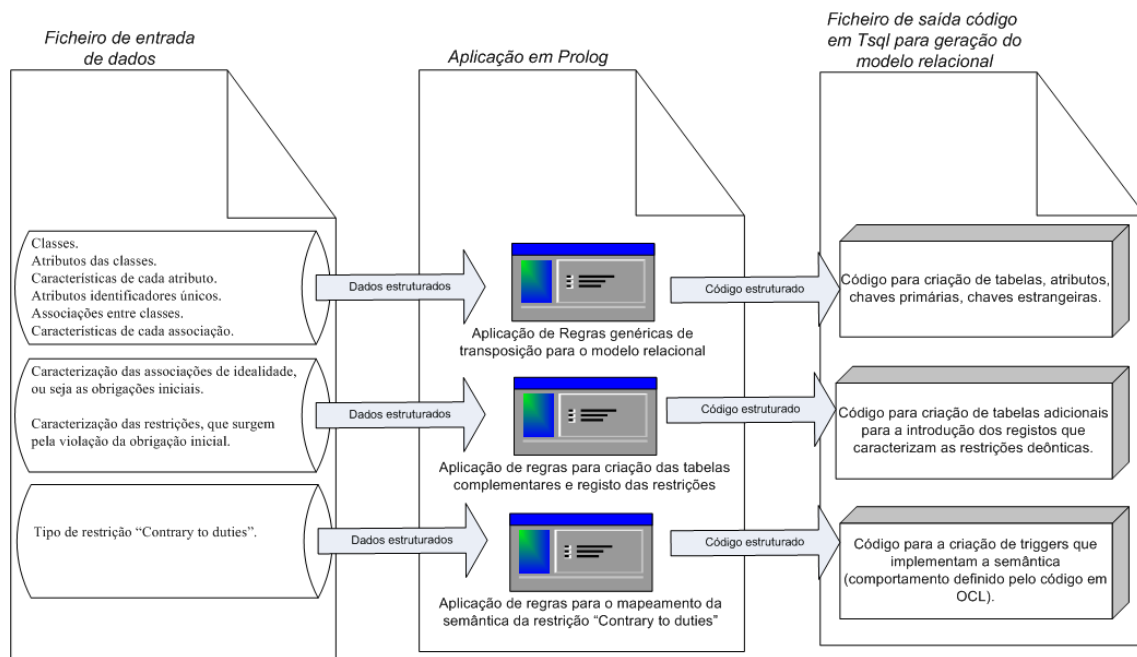 Ficheiro de entrada
de dados
Aplicação em Prolog
Ficheiro de saída código
em Tsql para geração do
modelo relacional
Classes.
Atributos das classes.
Características de cada atributo.
Atributos identificadores únicos.
Associações entre classes.
Características de cada associação.
Dados estruturados
Aplicação de Regras genéricas de
transposição para o modelo relacional
Código estruturado
Código para criação de tabelas, atributos,
chaves primárias, chaves estrangeiras.
Caracterização das associações de idealidade,
ou seja as obrigações iniciais.
Caracterização das restrições, que surgem
pela violação da obrigação inicial.
Dados estruturados
Aplicação de regras para criação das tabelas
complementares e registo das restrições
Código estruturado
Código para criação de tabelas adicionais
para a introdução dos registos que
caracterizam as restrições deônticas.
Tipo de restrição “Contrary to duties”.
Dados estruturados
Aplicação de regras para o mapeamento da
semântica da restrição “Contrary to duties”
Código estruturado
Código para a criação de triggers que
implementam a semântica
(comportamento definido pelo código em
OCL).